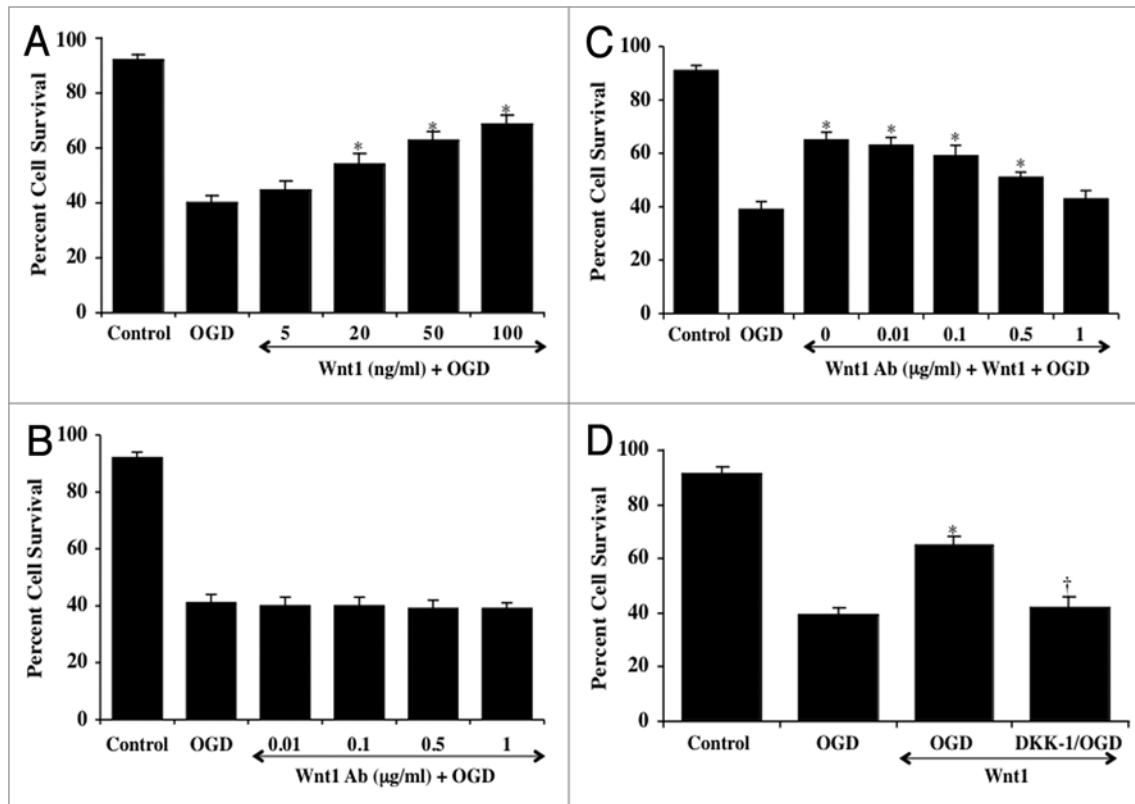 A
Percent Cell Survival
100
80
60
40
20
0
* * *
Control OGD 5 20 50 100
Wnt1 (ng/ml) + OGD
C
Percent Cell Survival
100
80
60
40
20
0
* * * *
Control OGD 0 0.01 0.1 0.5 1
Wnt1 Ab (μg/ml) + Wnt1 + OGD
B
Percent Cell Survival
100
80
60
40
20
0
Control OGD 0.01 0.1 0.5 1
Wnt1 Ab (μg/ml) + OGD
D
Percent Cell Survival
100
80
60
40
20
0
* †
Control OGD OGD DKK-1/OGD
Wnt1